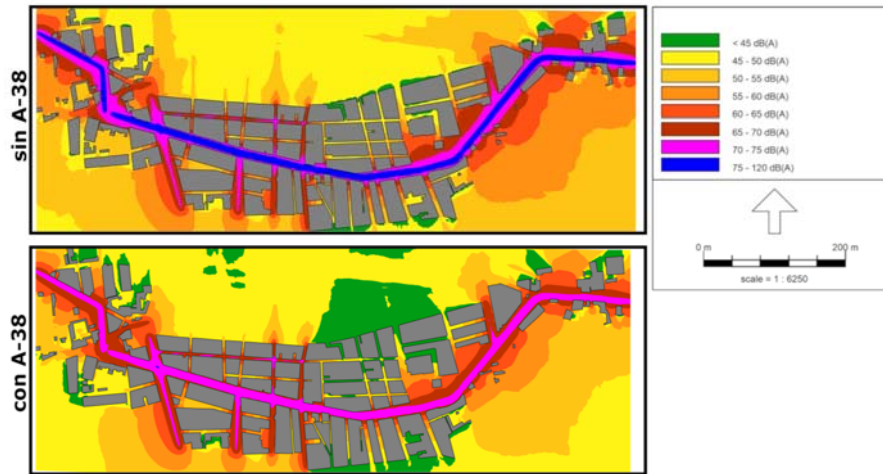 sin A-38
con A-38
< 45 dB(A)
45 - 50 dB(A)
50 - 55 dB(A)
55 - 60 dB(A)
60 - 65 dB(A)
65 - 70 dB(A)
70 - 75 dB(A)
75 - 120 dB(A)
0 m 200 m
scale = 1 : 6250